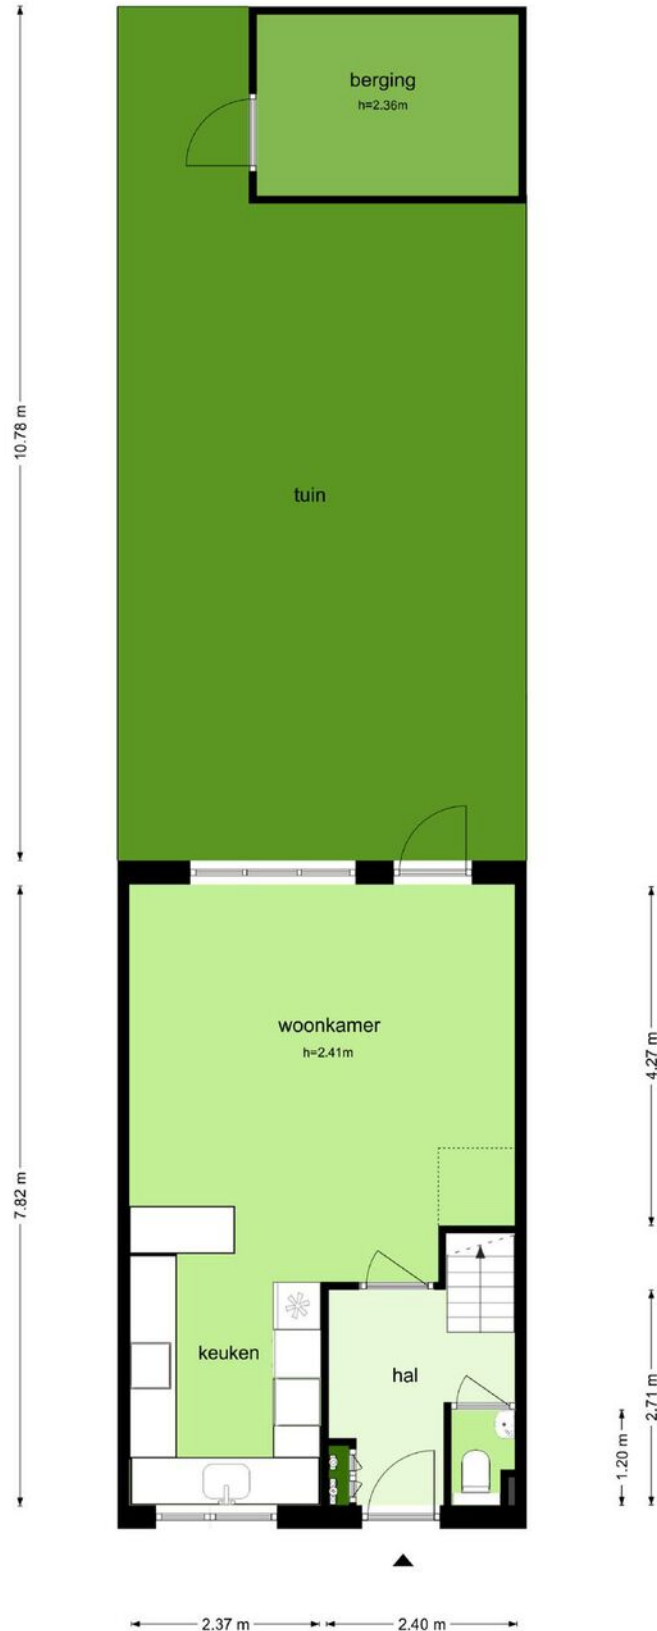 berging
h=2.36m
10.78 m
tuin
woonkamer
h=2.41m
4.27 m
7.82 m
keuken
hal
2.71 m
1.20 m
2.37 m
2.40 m